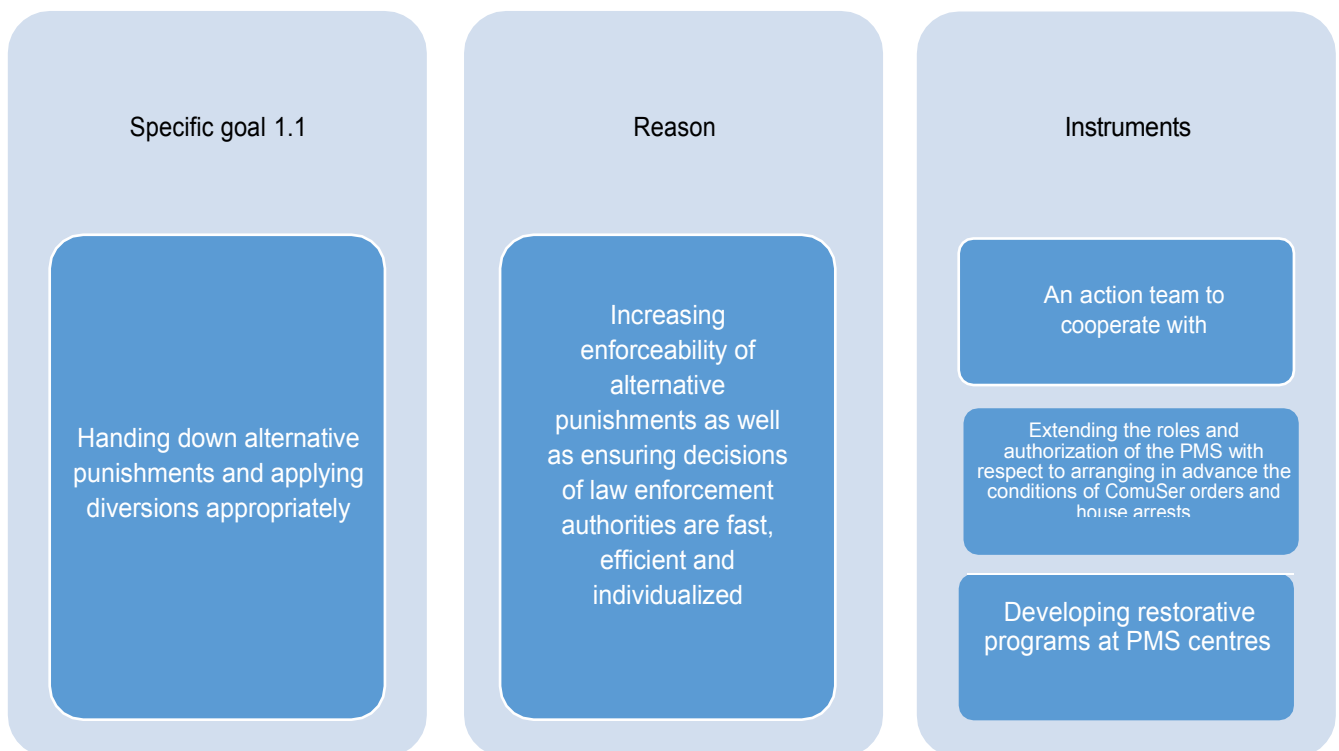 Specific goal 1.1
Handing down alternative
punishments and applying
diversions appropriately
Reason
Increasing
enforceability of
alternative
punishments as well
as ensuring decisions
of law enforcement
authorities are fast,
efficient and
individualized
Instruments
An action team to
cooperate with
Extending the roles and
authorization of the PMS with
respect to arranging in advance the
conditions of ComuSer orders and
house arrests
Developing restorative
programs at PMS centres